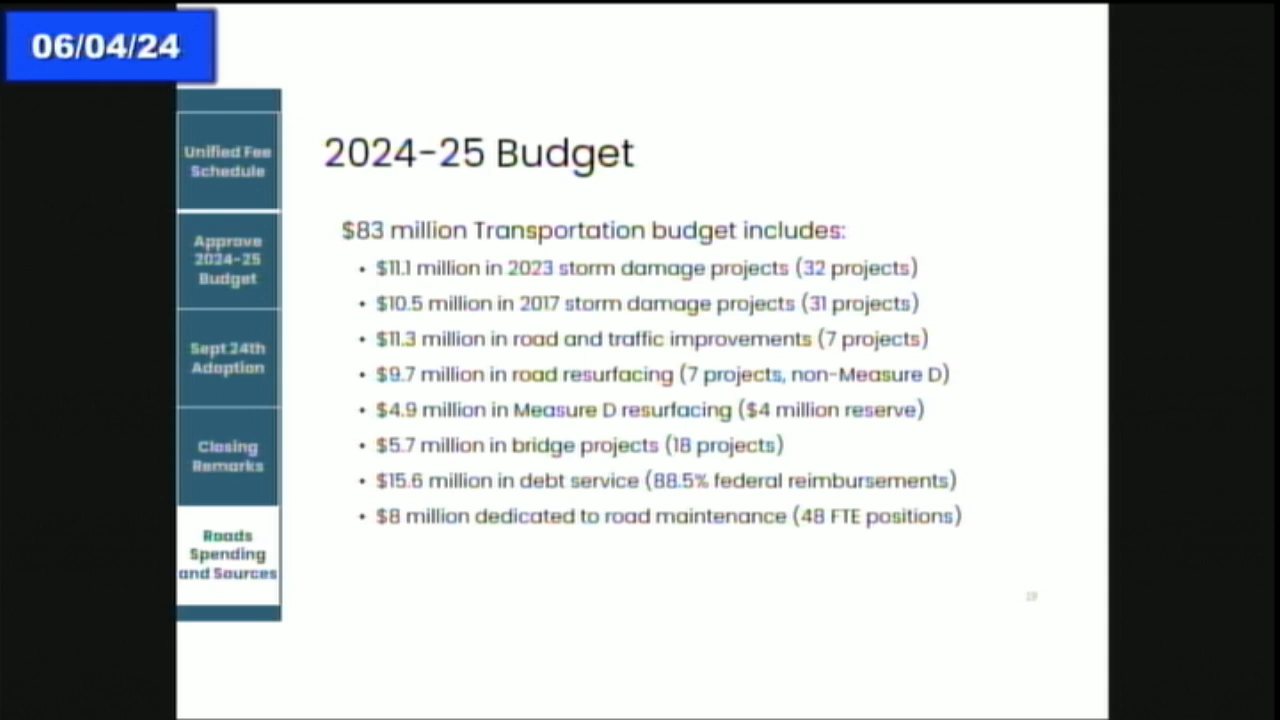 06/04/24
Unified Fee
Schedule
Approve
2024-25
Budget
Sept 24th
Adoption
Closing
Remarks
Roads
Spending
and Sources
2024-25 Budget
$83 million Transportation budget includes:
• $11.1 million in 2023 storm damage projects (32 projects)
• $10.5 million in 2017 storm damage projects (31 projects)
• $11.3 million in road and traffic improvements (7 projects)
• $9.7 million in road resurfacing (7 projects, non-Measure D)
• $4.9 million in Measure D resurfacing ($4 million reserve)
• $5.7 million in bridge projects (18 projects)
• $15.6 million in debt service (88.5% federal reimbursements)
• $8 million dedicated to road maintenance (48 FTE positions)